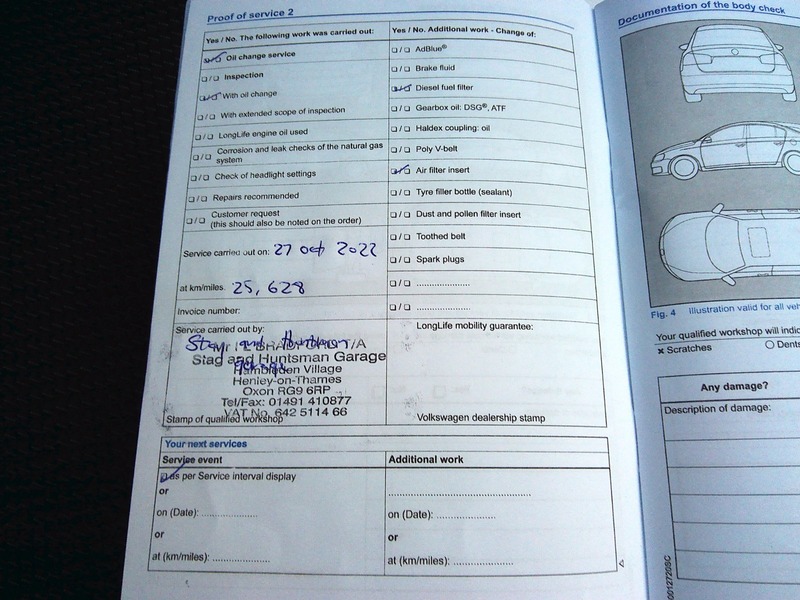 Proof of service 2
Yes / No. The following work was carried out:
☑/☐ Oil change service
☐/☐ Inspection
☑/☐ With oil change
☐/☐ With extended scope of inspection
☐/☐ LongLife engine oil used
☐/☐ Corrosion and leak checks of the natural gas
system
☐/☐ Check of headlight settings
☐/☐ Repairs recommended
☐/☐ Customer request
(this should also be noted on the order)
Service carried out on: 27 oct 2022
at km/miles. 25,628
Invoice number:
Service carried out by:
Stag and Huntsman
Stag and Huntsman Garage
Hambleden Village
Henley-on-Thames
Oxon RG9 6RP
Tel/Fax: 01491 410877
VAT No. 642 5114 66
Stamp of qualified workshop
Yes / No. Additional work - Change of:
☐/☐ AdBlue®
☐/☐ Brake fluid
☑/☐ Diesel fuel filter
☐/☐ Gearbox oil: DSG®, ATF
☐/☐ Haldex coupling: oil
☐/☐ Poly V-belt
☑/☐ Air filter insert
☐/☐ Tyre filler bottle (sealant)
☐/☐ Dust and pollen filter insert
☐/☐ Toothed belt
☐/☐ Spark plugs
☐/☐ .....................
☐/☐ .....................
LongLife mobility guarantee:
Volkswagen dealership stamp
Your next services
Service event
☑ as per Service interval display
or
on (Date): .................
or
at (km/miles): .................
Additional work
..........................................
on (Date): .................
or
at (km/miles): .................
Documentation of the body check
Fig. 4 Illustration valid for all
Your qualified workshop will
× Scratches ○
Any damage?
Description of damage: